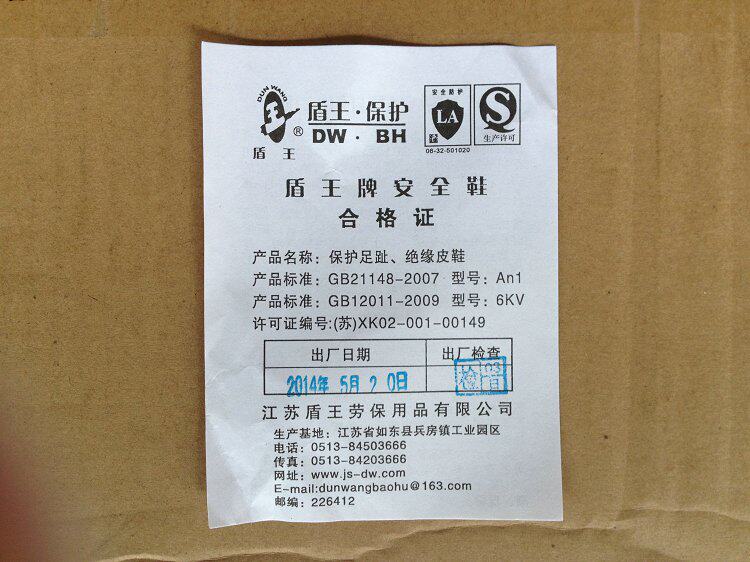 DUN WANG
®
盾王
盾王·保护
DW · BH
安全防护
LA
06-32-501020
生产许可
盾王牌安全鞋
合格证
产品名称: 保护足趾、绝缘皮鞋
产品标准: GB21148-2007 型号: An1
产品标准: GB12011-2009 型号: 6KV
许可证编号:(苏)XK02-001-00149
出厂日期 出厂检查
2014年 5月 20日
检 03
江苏盾王劳保用品有限公司
生产基地: 江苏省如东县兵房镇工业园区
电话: 0513-84503666
传真: 0513-84203666
网址: www.js-dw.com
E-mail:dunwangbaohu@163.com
邮编: 226412